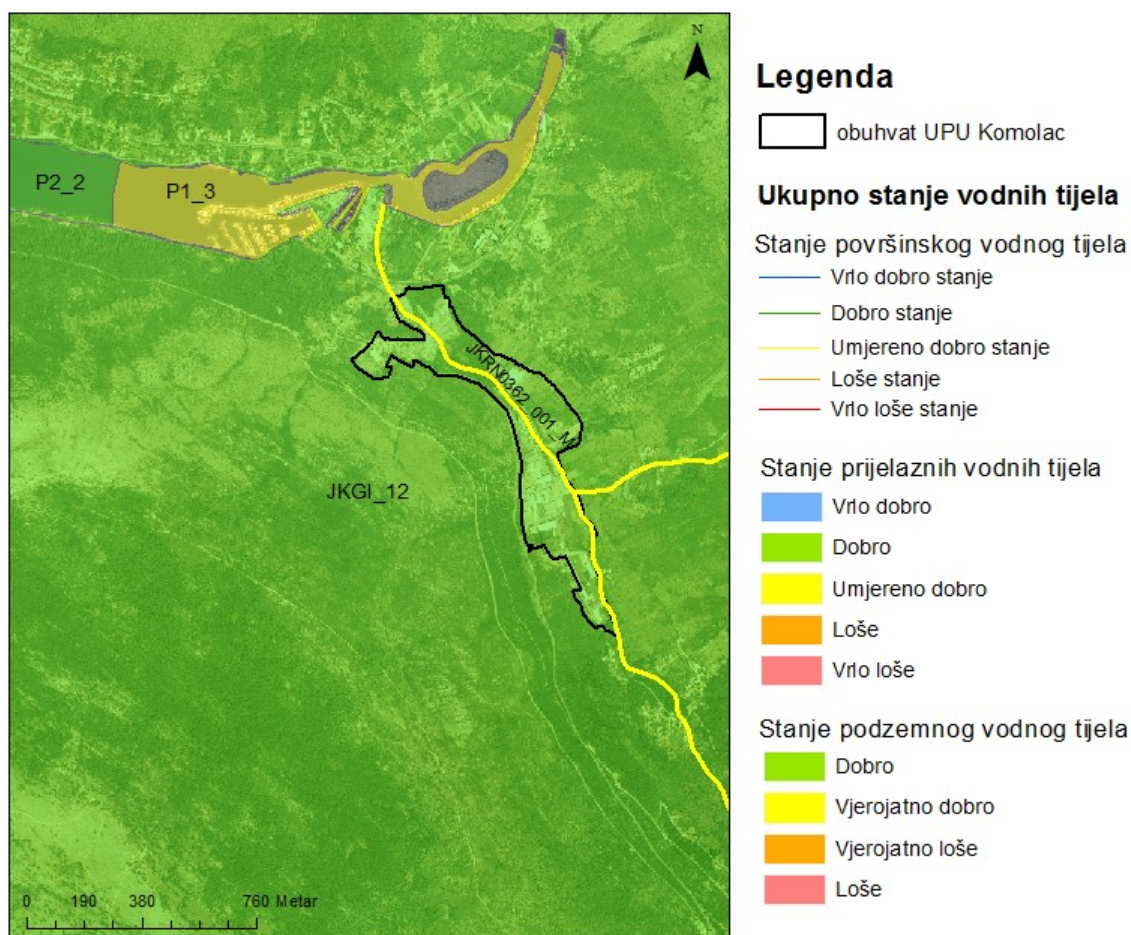 N
P2_2
P1_3
JKRN0362_001_M
JKGI_12
0 190 380 760 Metar
Legenda
obuhvat UPU Komolac
Ukupno stanje vodnih tijela
Stanje površinskog vodnog tijela
Vrlo dobro stanje
Dobro stanje
Umjereno dobro stanje
Loše stanje
Vrlo loše stanje
Stanje prijelaznih vodnih tijela
Vrlo dobro
Dobro
Umjereno dobro
Loše
Vrlo loše
Stanje podzemnog vodnog tijela
Dobro
Vjerojatno dobro
Vjerojatno loše
Loše